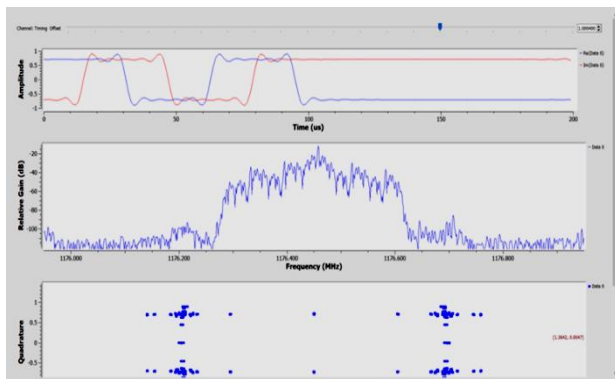 Channel: Timing Offset
1.000400
Amplitude
1
0.5
0
-0.5
-1
0
50
100
150
200
Time (us)
Re{Data 0}
Im{Data 0}
Relative Gain (dB)
-20
-40
-60
-80
-100
1176.000
1176.200
1176.400
1176.600
1176.800
Frequency (MHz)
Data 0
Quadrature
1
0.5
0
-0.5
Data 0